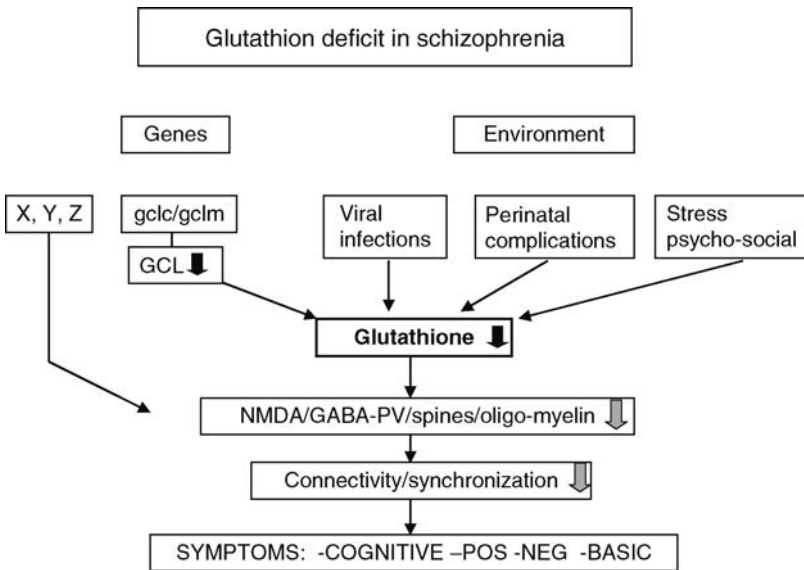 Glutathion deficit in schizophrenia
Genes
Environment
X, Y, Z
gclc/gclm
Viral
infections
Perinatal
complications
Stress
psycho-social
GCL
Glutathione
NMDA/GABA-PV/spines/oligo-myelin
Connectivity/synchronization
SYMPTOMS: -COGNITIVE –POS -NEG -BASIC